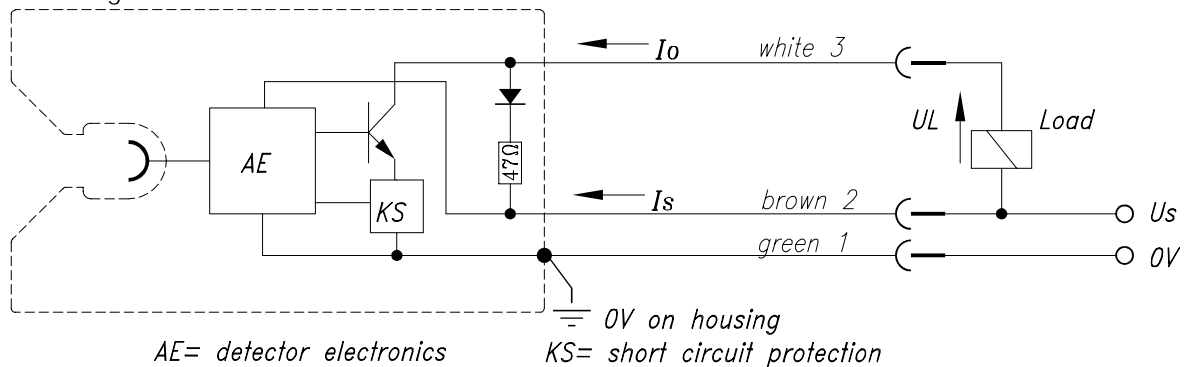 Io white 3
UL Load
AE 47Ω
KS Is brown 2 Us
green 1 0V
0V on housing
AE= detector electronics KS= short circuit protection